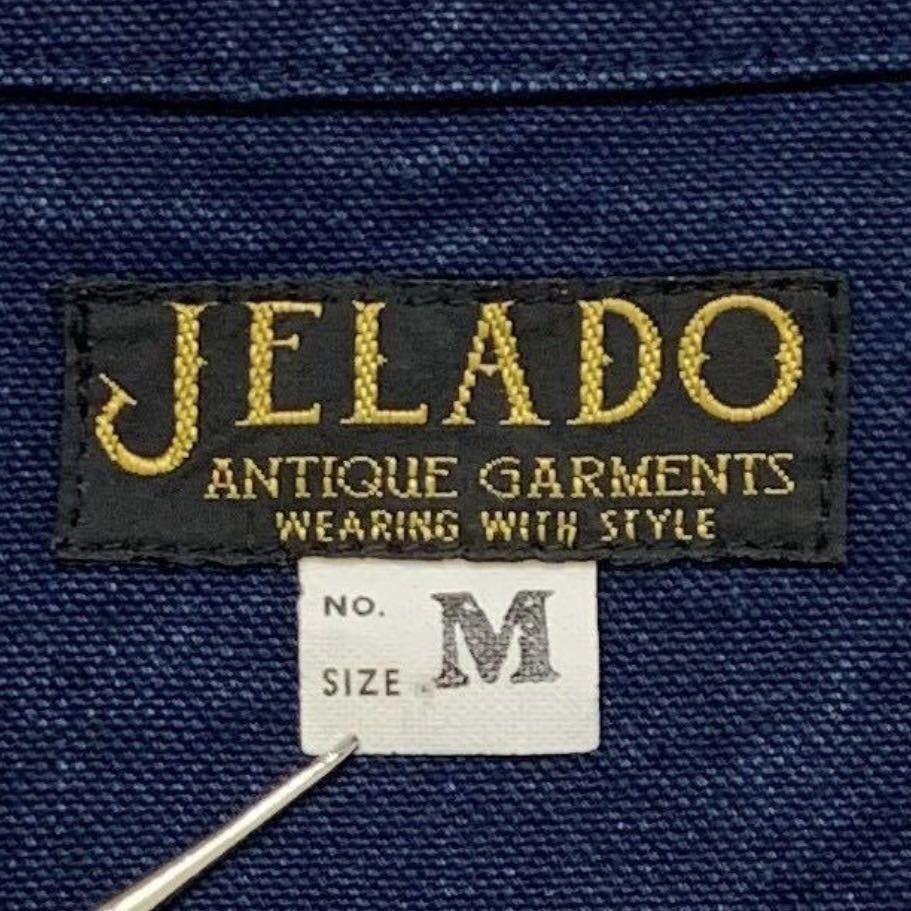 JELADO
ANTIQUE GARMENTS
WEARING WITH STYLE
NO.
M
SIZE